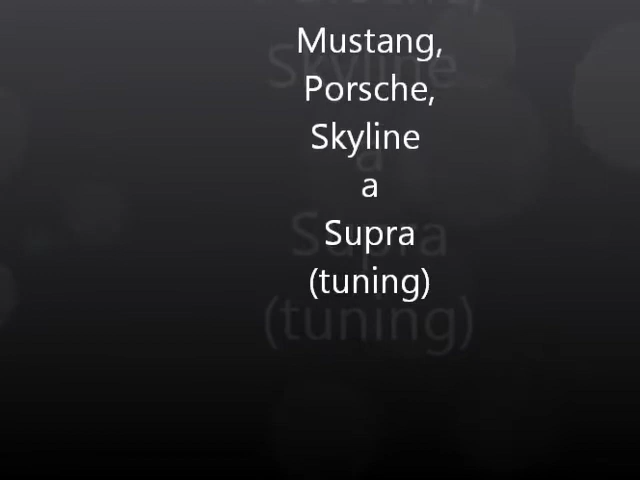 Mustang,
Porsche,
Skyline
a
Supra
(tuning)